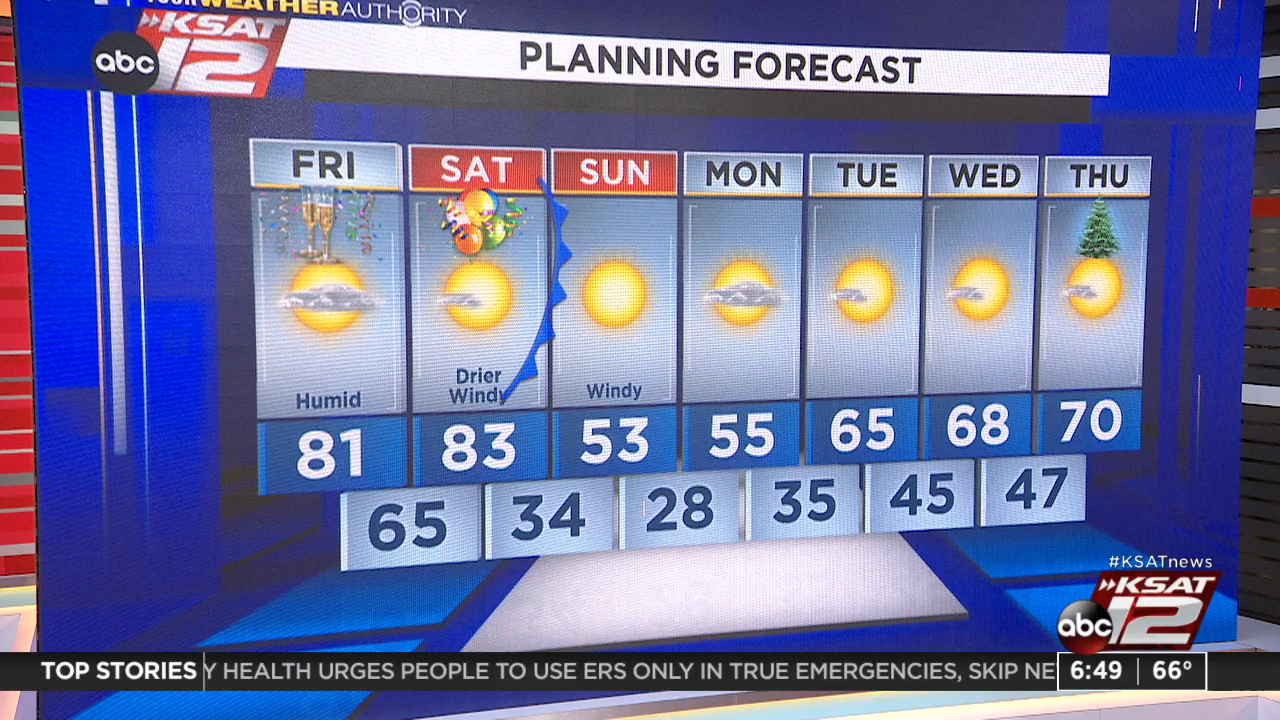 YOUR WEATHER AUTHORITY
KSAT
abc 12
PLANNING FORECAST
FRI SAT SUN MON TUE WED THU
Humid Drier Windy Windy
81 83 53 55 65 68 70
65 34 28 35 45 47
#KSATnews
KSAT
abc 12
TOP STORIES Y HEALTH URGES PEOPLE TO USE ERS ONLY IN TRUE EMERGENCIES, SKIP NE 6:49 66°